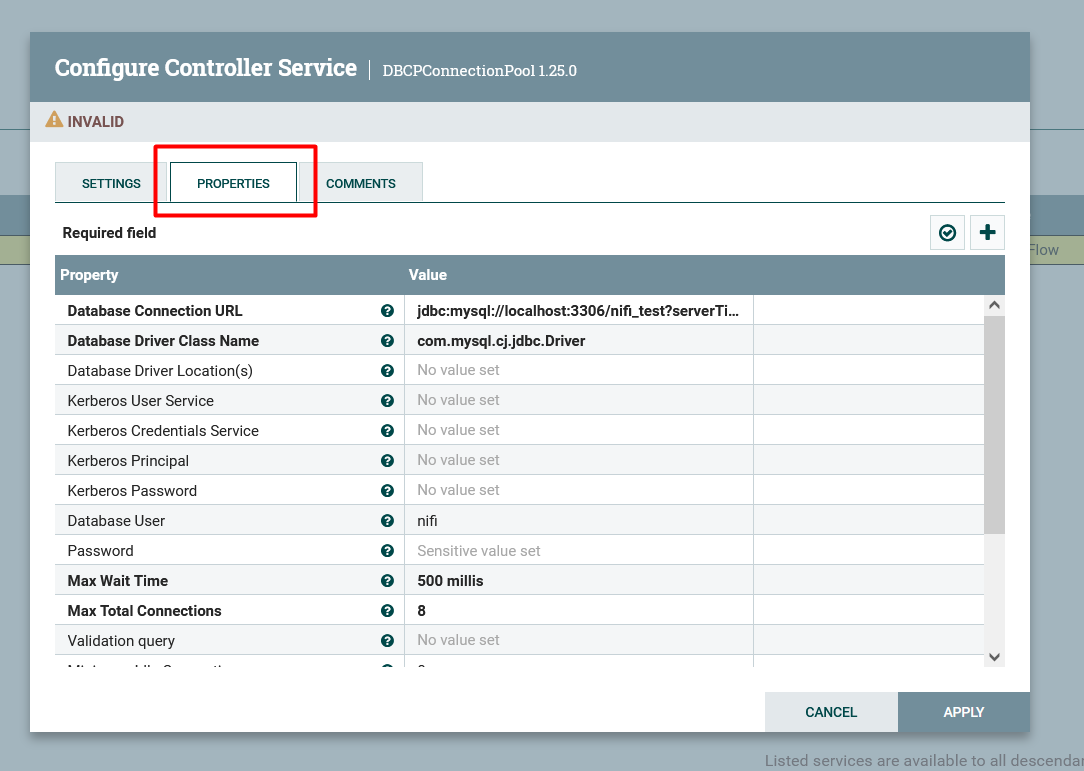 Configure Controller Service | DBCPConnectionPool 1.25.0
INVALID
SETTINGS PROPERTIES COMMENTS
Required field
Flow
Property Value
Database Connection URL jdbc:mysql://localhost:3306/nifi_test?serverTi...
Database Driver Class Name com.mysql.cj.jdbc.Driver
Database Driver Location(s) No value set
Kerberos User Service No value set
Kerberos Credentials Service No value set
Kerberos Principal No value set
Kerberos Password No value set
Database User nifi
Password Sensitive value set
Max Wait Time 500 millis
Max Total Connections 8
Validation query No value set
CANCEL APPLY
Listed services are available to all descendan